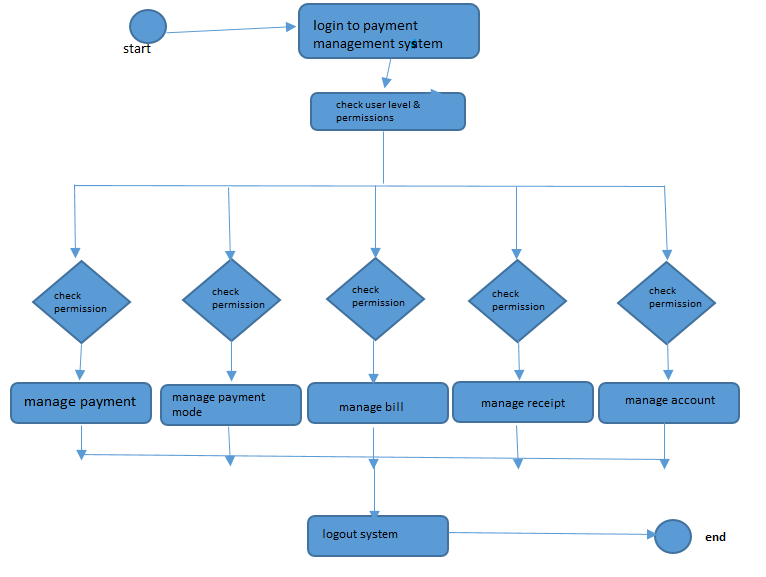 start
login to payment
management system
check user level &
permissions
check
permission
check
permission
check
permission
check
permission
check
permission
manage payment
manage payment
mode
manage bill
manage receipt
manage account
logout system
end